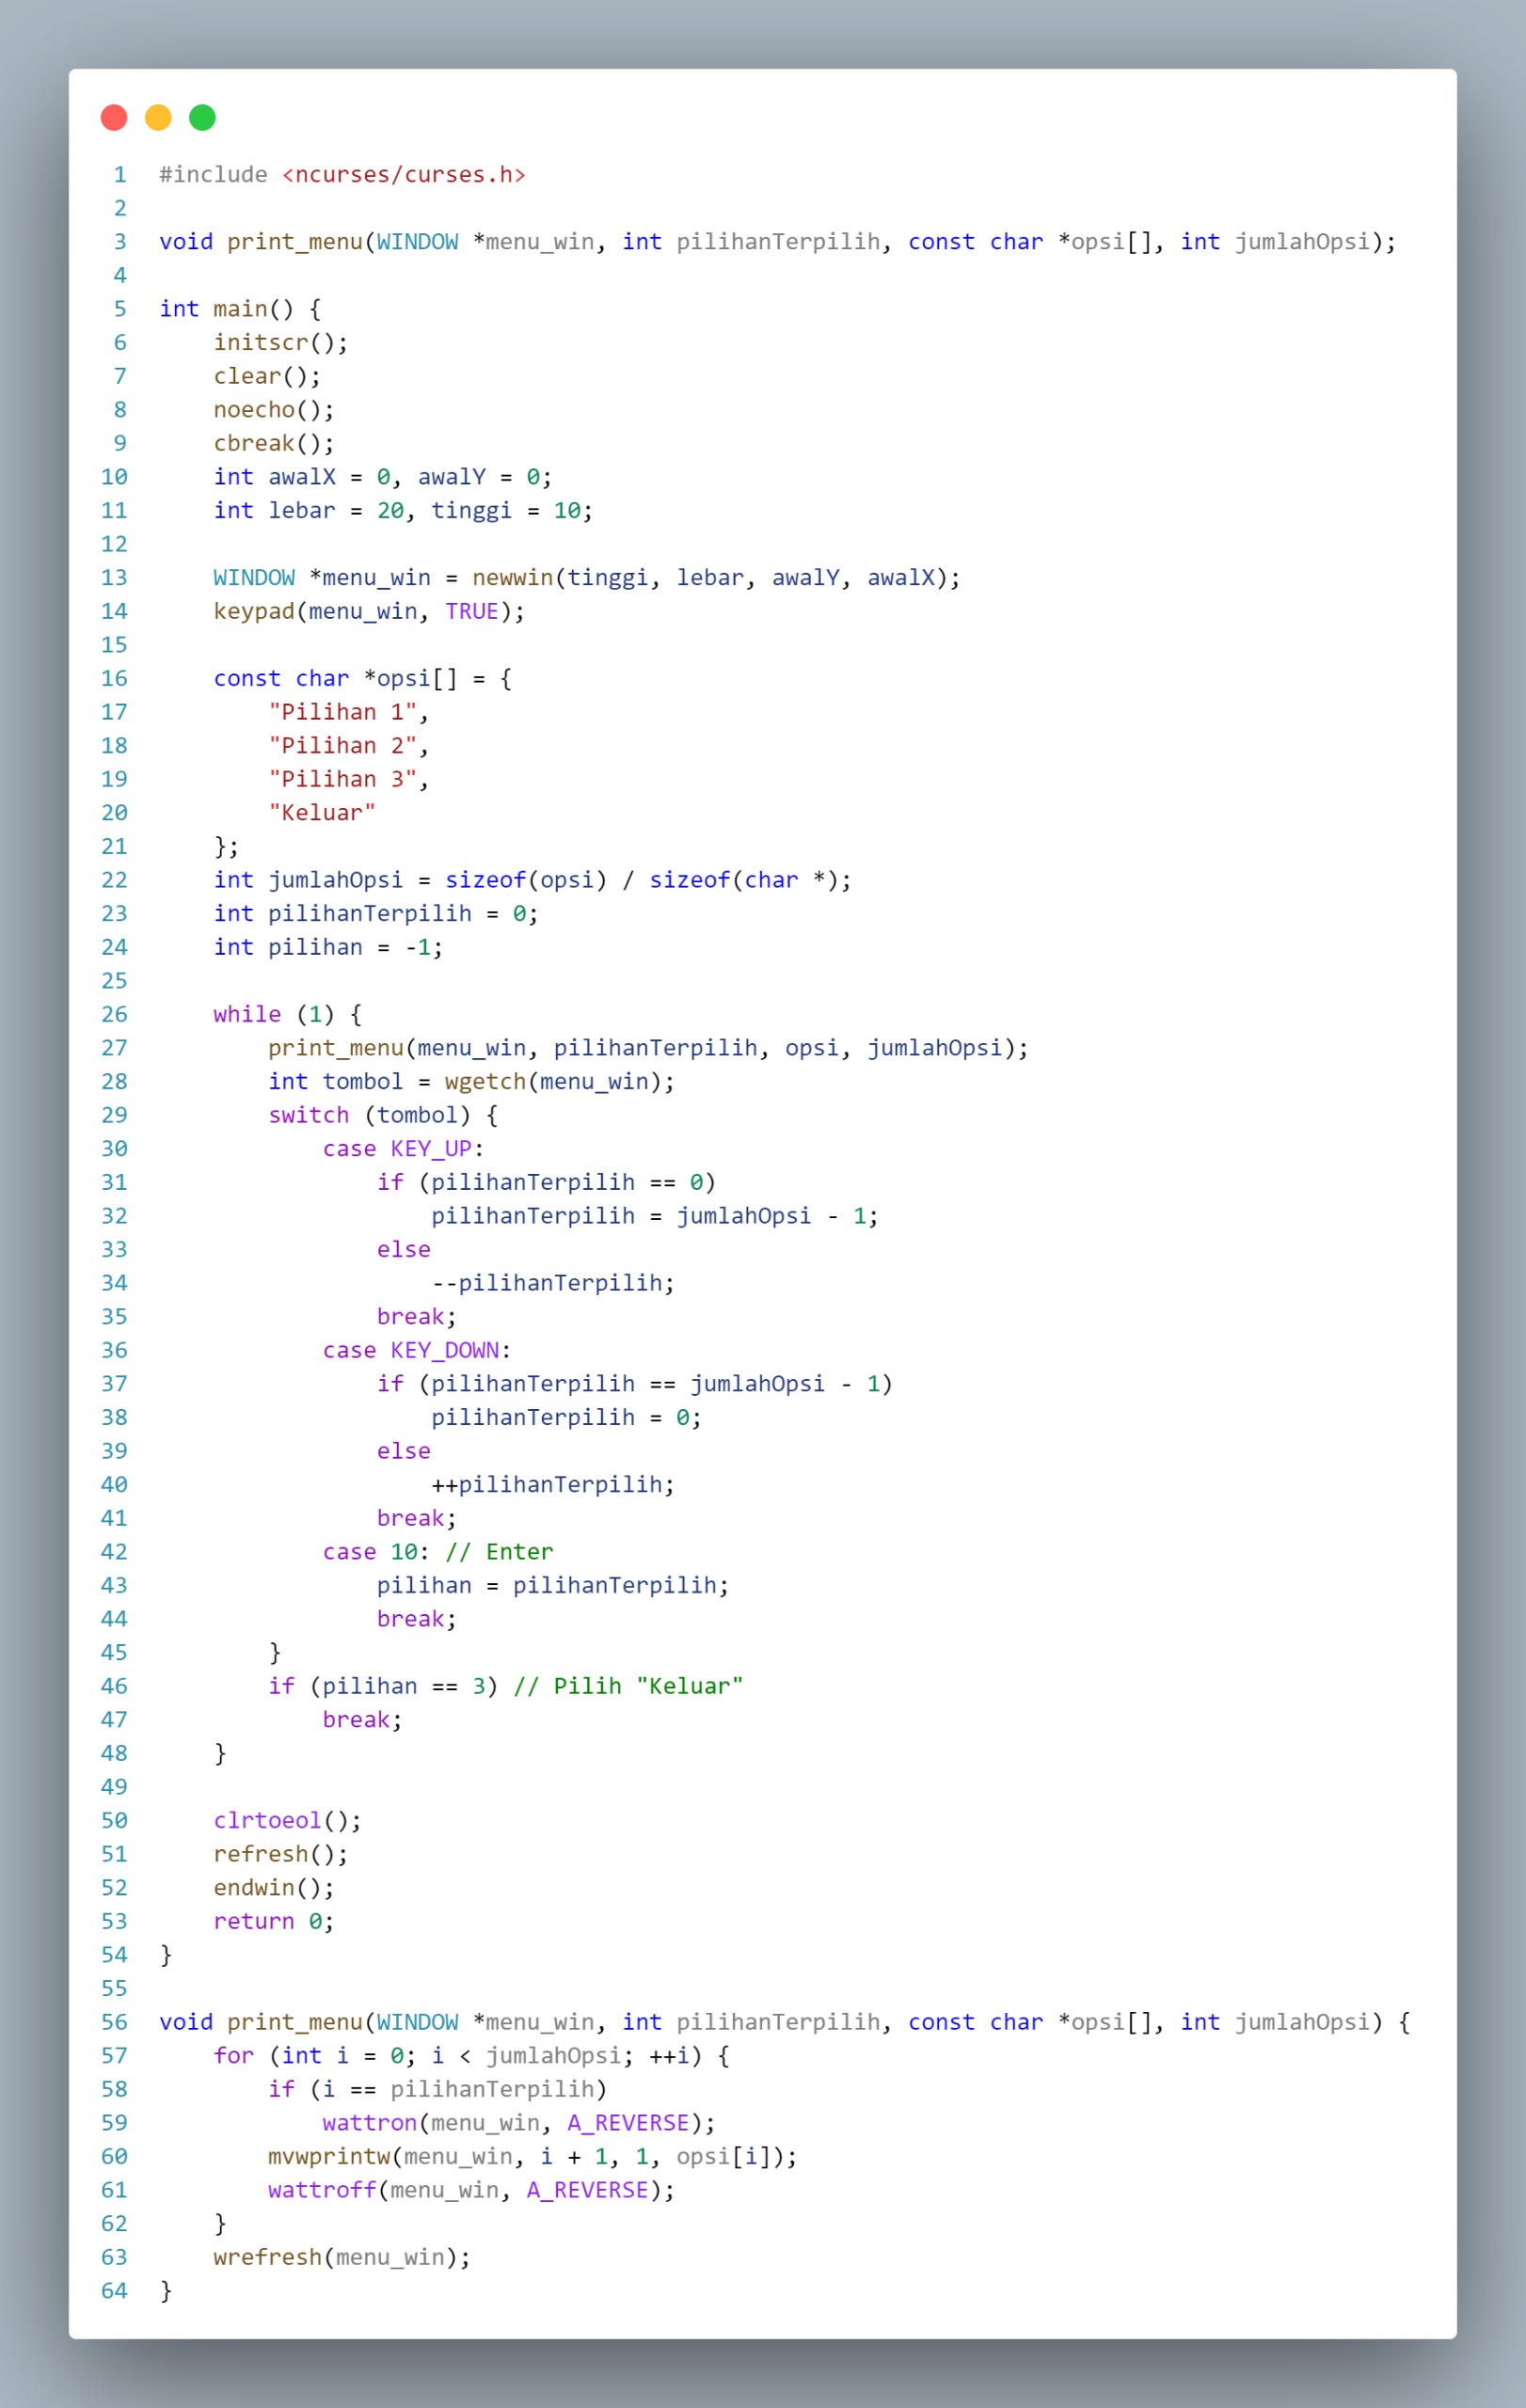 1 #include <ncurses/curses.h>
2
3 void print_menu(WINDOW *menu_win, int pilihanTerpilih, const char *opsi[], int jumlahOpsi);
4
5 int main() {
6     initscr();
7     clear();
8     noecho();
9     cbreak();
10     int awalX = 0, awalY = 0;
11     int lebar = 20, tinggi = 10;
12
13     WINDOW *menu_win = newwin(tinggi, lebar, awalY, awalX);
14     keypad(menu_win, TRUE);
15
16     const char *opsi[] = {
17         "Pilihan 1",
18         "Pilihan 2",
19         "Pilihan 3",
20         "Keluar"
21     };
22     int jumlahOpsi = sizeof(opsi) / sizeof(char *);
23     int pilihanTerpilih = 0;
24     int pilihan = -1;
25
26     while (1) {
27         print_menu(menu_win, pilihanTerpilih, opsi, jumlahOpsi);
28         int tombol = wgetch(menu_win);
29         switch (tombol) {
30             case KEY_UP:
31                 if (pilihanTerpilih == 0)
32                     pilihanTerpilih = jumlahOpsi - 1;
33                 else
34                     --pilihanTerpilih;
35                 break;
36             case KEY_DOWN:
37                 if (pilihanTerpilih == jumlahOpsi - 1)
38                     pilihanTerpilih = 0;
39                 else
40                     ++pilihanTerpilih;
41                 break;
42             case 10: // Enter
43                 pilihan = pilihanTerpilih;
44                 break;
45         }
46         if (pilihan == 3) // Pilih "Keluar"
47             break;
48     }
49
50     clrtoeol();
51     refresh();
52     endwin();
53     return 0;
54 }
55
56 void print_menu(WINDOW *menu_win, int pilihanTerpilih, const char *opsi[], int jumlahOpsi) {
57     for (int i = 0; i < jumlahOpsi; ++i) {
58         if (i == pilihanTerpilih)
59             wattron(menu_win, A_REVERSE);
60         mvwprintw(menu_win, i + 1, 1, opsi[i]);
61         wattroff(menu_win, A_REVERSE);
62     }
63     wrefresh(menu_win);
64 }